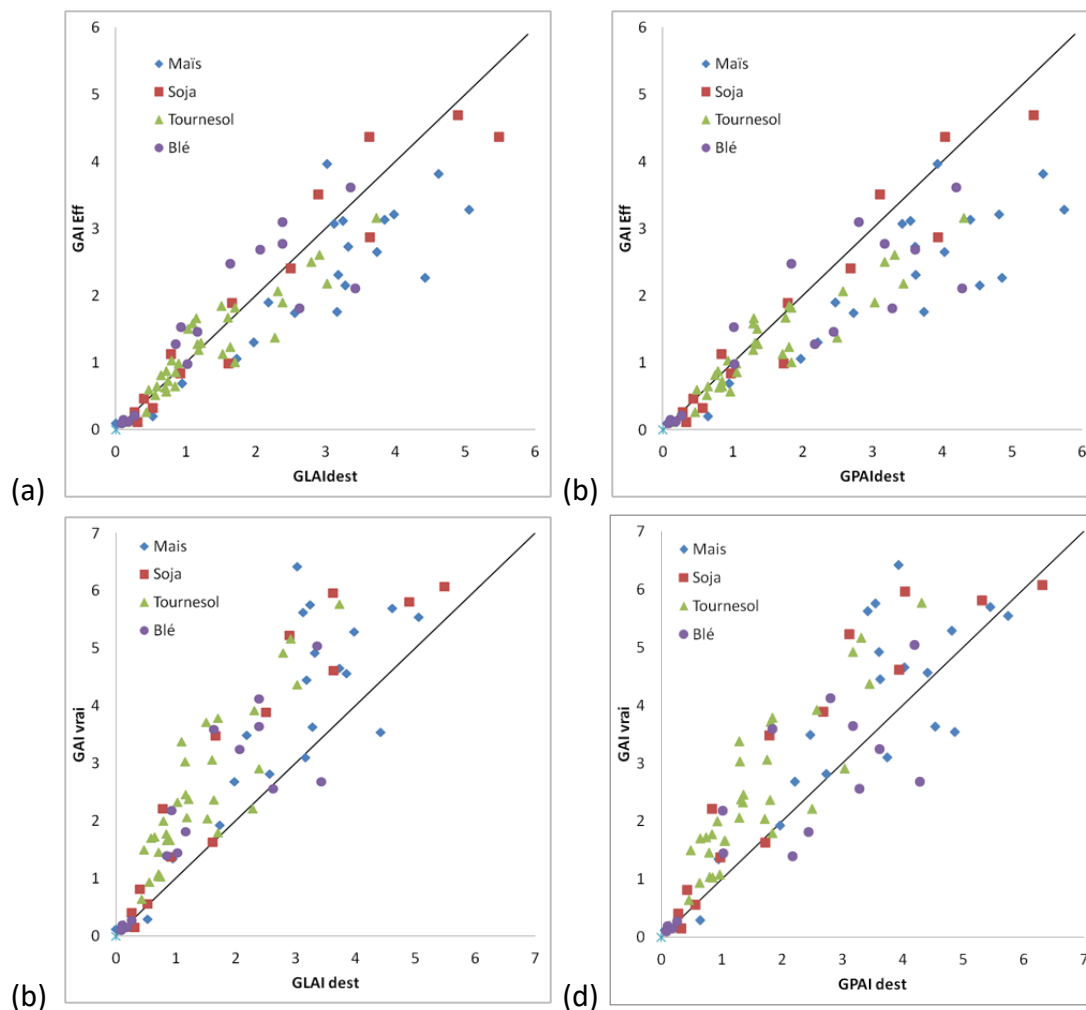 6
5
4
3
2
1
0
GAI Eff
Maïs
Soja
Tournesol
Blé
0 1 2 3 4 5 6
GLAIdest
(a)
6
5
4
3
2
1
0
GAI Eff
Maïs
Soja
Tournesol
Blé
0 1 2 3 4 5 6
GPAIdest
(b)
7
6
5
4
3
2
1
0
GAI vrai
Maïs
Soja
Tournesol
Blé
0 1 2 3 4 5 6 7
GLAI dest
(b)
7
6
5
4
3
2
1
0
GAI vrai
Maïs
Soja
Tournesol
Blé
0 1 2 3 4 5 6 7
GPAI dest
(d)